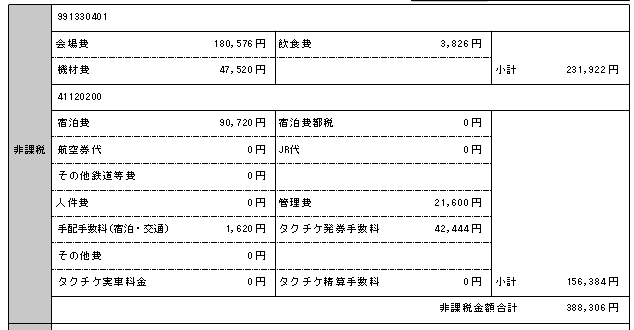 991330401
会場費 180,576円 飲食費 3,826円
機材費 47,520円 小計 231,922円
41120200
宿泊費 90,720円 宿泊費都税 0円
非課税 航空券代 0円 JR代 0円
その他鉄道等費 0円
人件費 0円 管理費 21,600円
手配手数料(宿泊・交通) 1,620円 タクチケ発券手数料 42,444円
その他費 0円
タクチケ実車料金 0円 タクチケ精算手数料 0円 小計 156,384円
非課税金額合計 388,306円